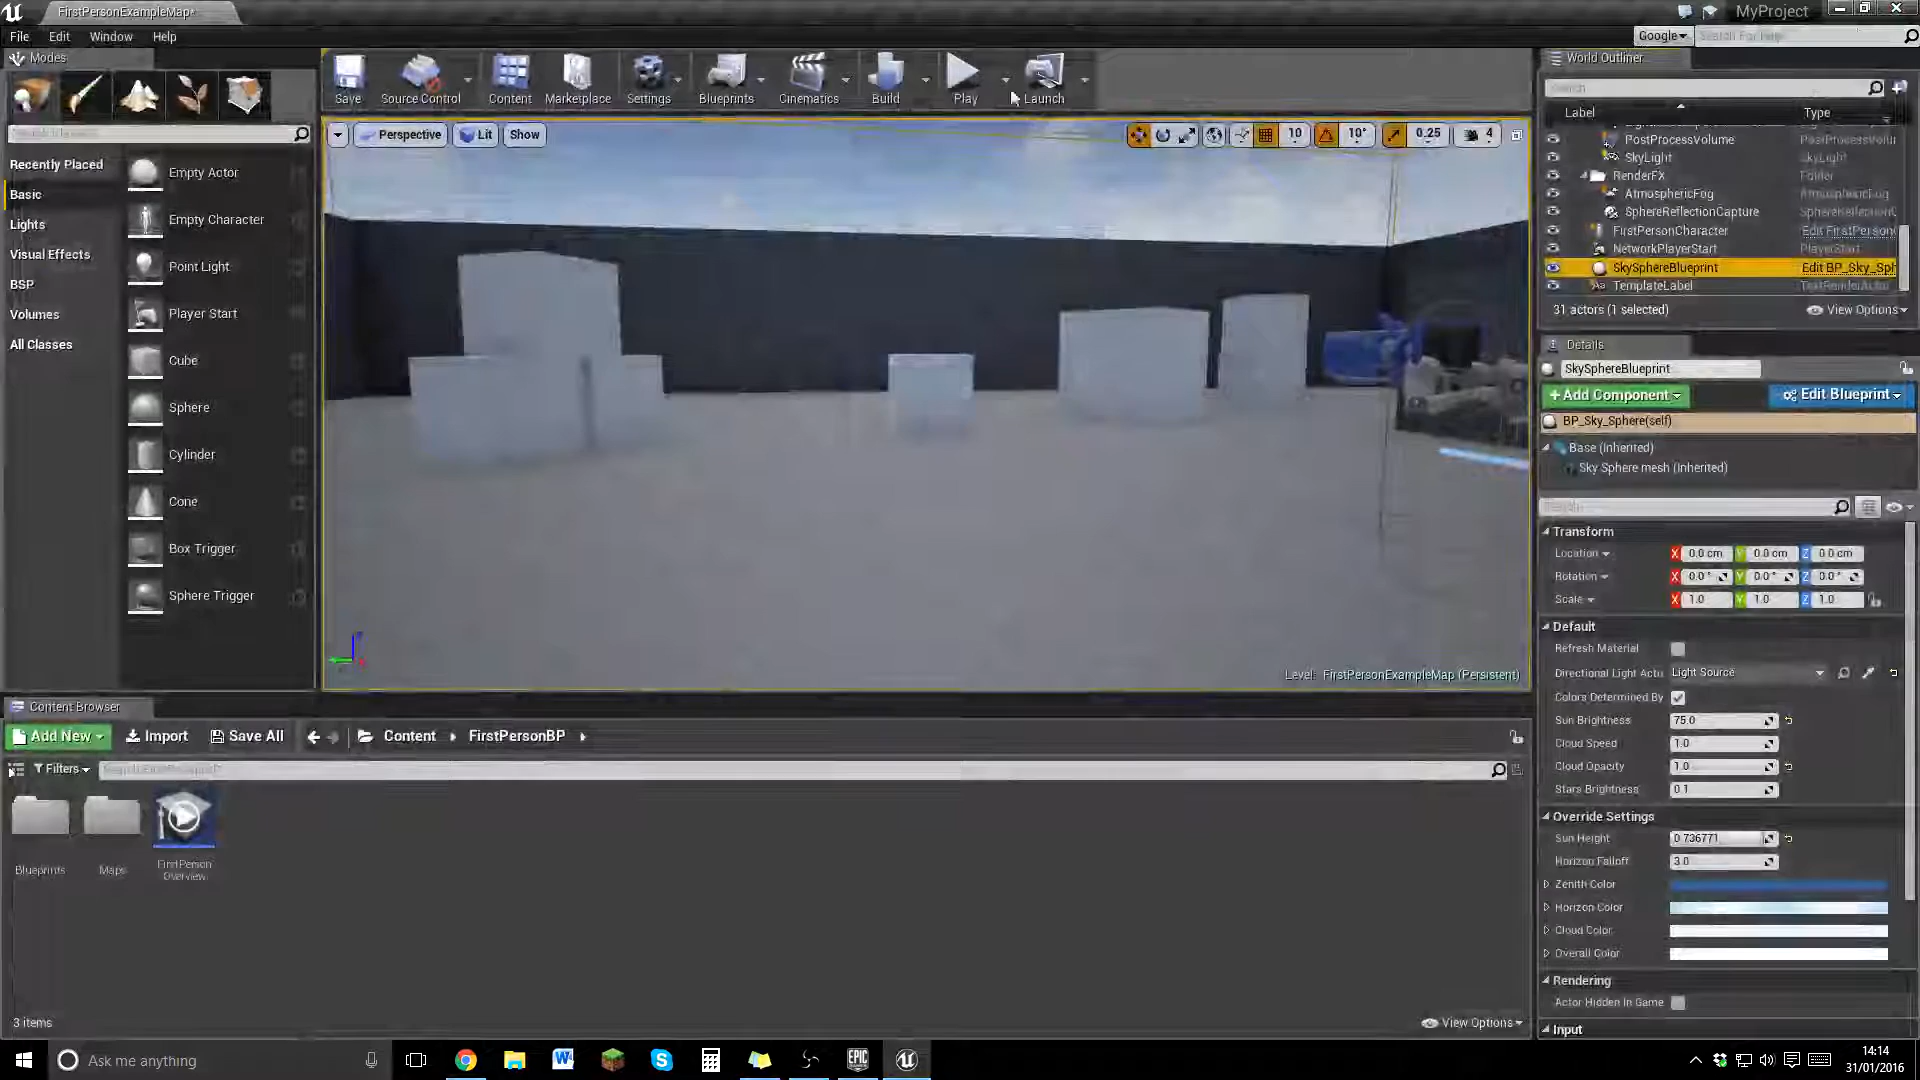 FirstPersonExampleMap*
MyProject
File Edit Window Help
Google
Search For Help
Modes
World Outliner
Save Source Control Content Marketplace Settings Blueprints Cinematics Build Play Launch
Search
Label Type
Perspective Lit Show
10 10° 0.25 4
Recently Placed
Basic
Lights
Visual Effects
BSP
Volumes
All Classes
Empty Actor
Empty Character
Point Light
Player Start
Cube
Sphere
Cylinder
Cone
Box Trigger
Sphere Trigger
PostProcessVolume PostProcessVolu
SkyLight SkyLight
RenderFX Folder
AtmosphericFog AtmosphericFog
SphereReflectionCapture SphereReflectionC
FirstPersonCharacter Edit FirstPerson
NetworkPlayerStart PlayerStart
SkySphereBlueprint Edit BP_Sky_Sph
TemplateLabel TextRenderActor
31 actors (1 selected) View Options
Details
SkySphereBlueprint
+ Add Component Edit Blueprint
BP_Sky_Sphere(self)
Base (Inherited)
Sky Sphere mesh (Inherited)
Transform
Location X 0.0 cm Y 0.0 cm Z 0.0 cm
Rotation X 0.0 ° Y 0.0 ° Z 0.0 °
Scale X 1.0 Y 1.0 Z 1.0
Default
Refresh Material
Directional Light Actu Light Source
Colors Determined By
Sun Brightness 75.0
Cloud Speed 1.0
Cloud Opacity 1.0
Stars Brightness 0.1
Override Settings
Sun Height 0.736771
Horizon Falloff 3.0
Zenith Color
Horizon Color
Cloud Color
Overall Color
Rendering
Actor Hidden In Game
Input
Level: FirstPersonExampleMap (Persistent)
Content Browser
Add New Import Save All Content FirstPersonBP
Filters
Blueprints
Maps
FirstPerson
Overview
3 items
View Options
Ask me anything
EPIC
14:14
31/01/2016